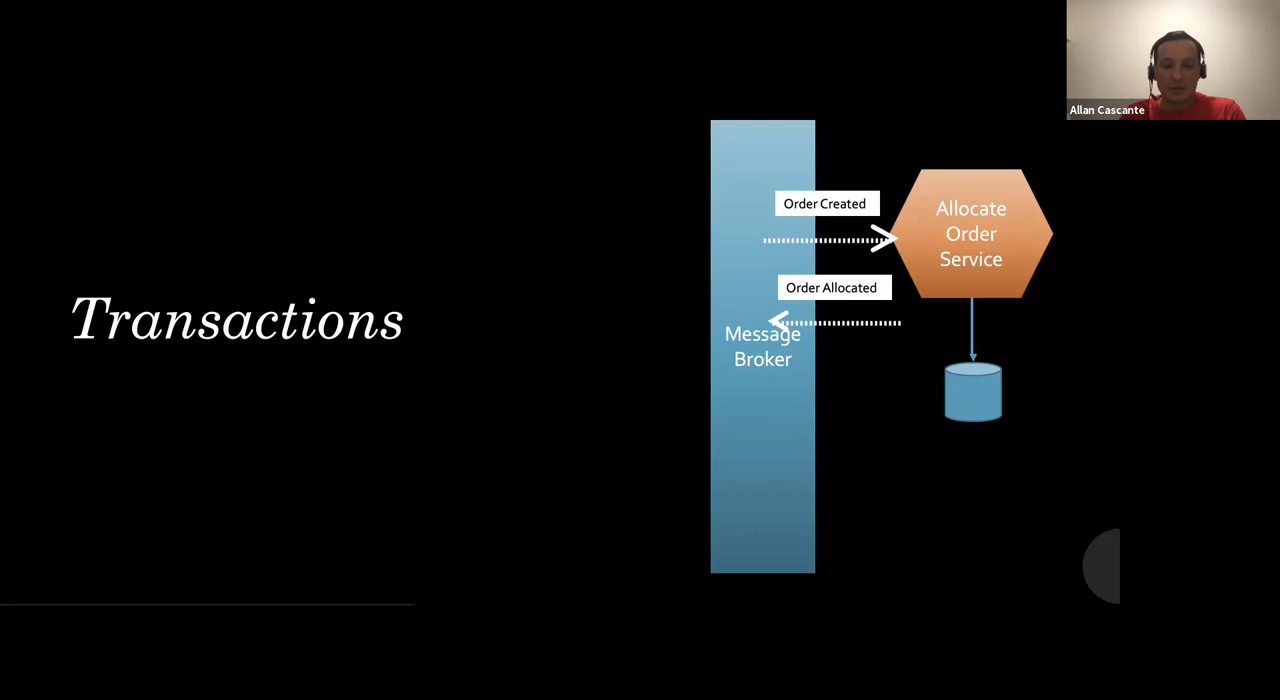 Allan Cascante
Order Created
Allocate
Order
Service
Order Allocated
Transactions
Message
Broker